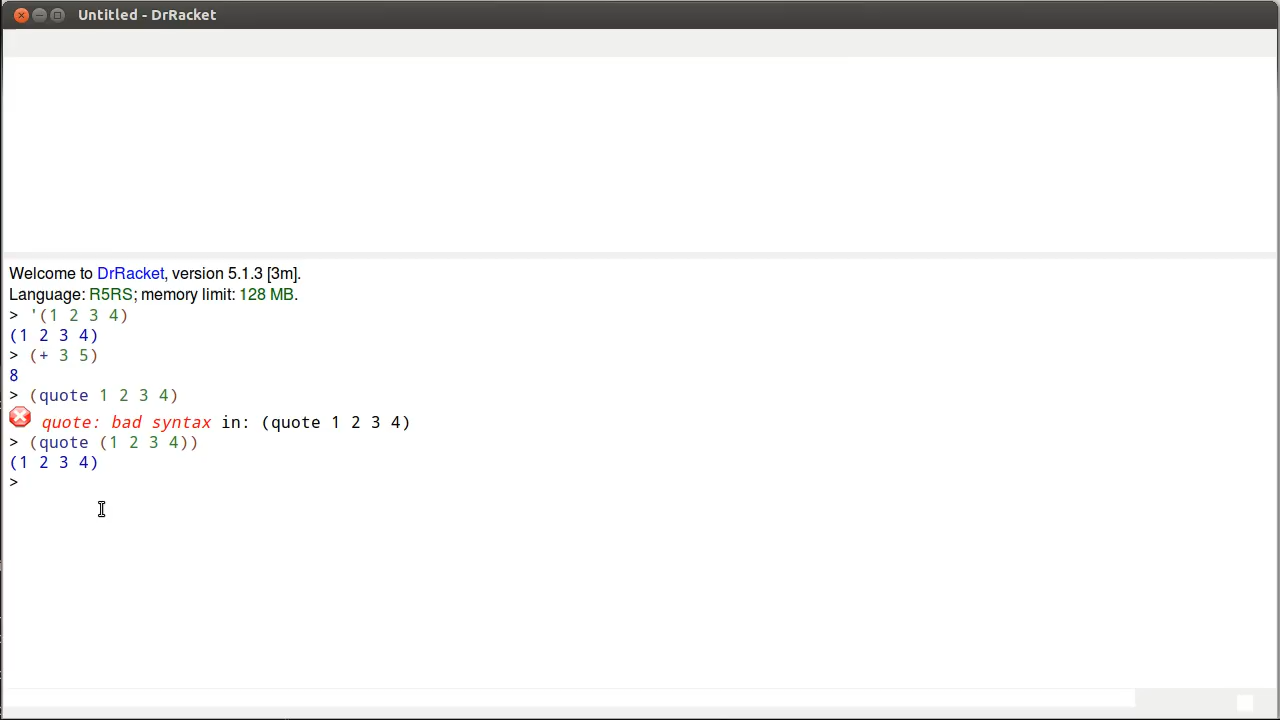 Untitled - DrRacket
Welcome to DrRacket, version 5.1.3 [3m].
Language: R5RS; memory limit: 128 MB.
> '(1 2 3 4)
(1 2 3 4)
> (+ 3 5)
8
> (quote 1 2 3 4)
quote: bad syntax in: (quote 1 2 3 4)
> (quote (1 2 3 4))
(1 2 3 4)
>